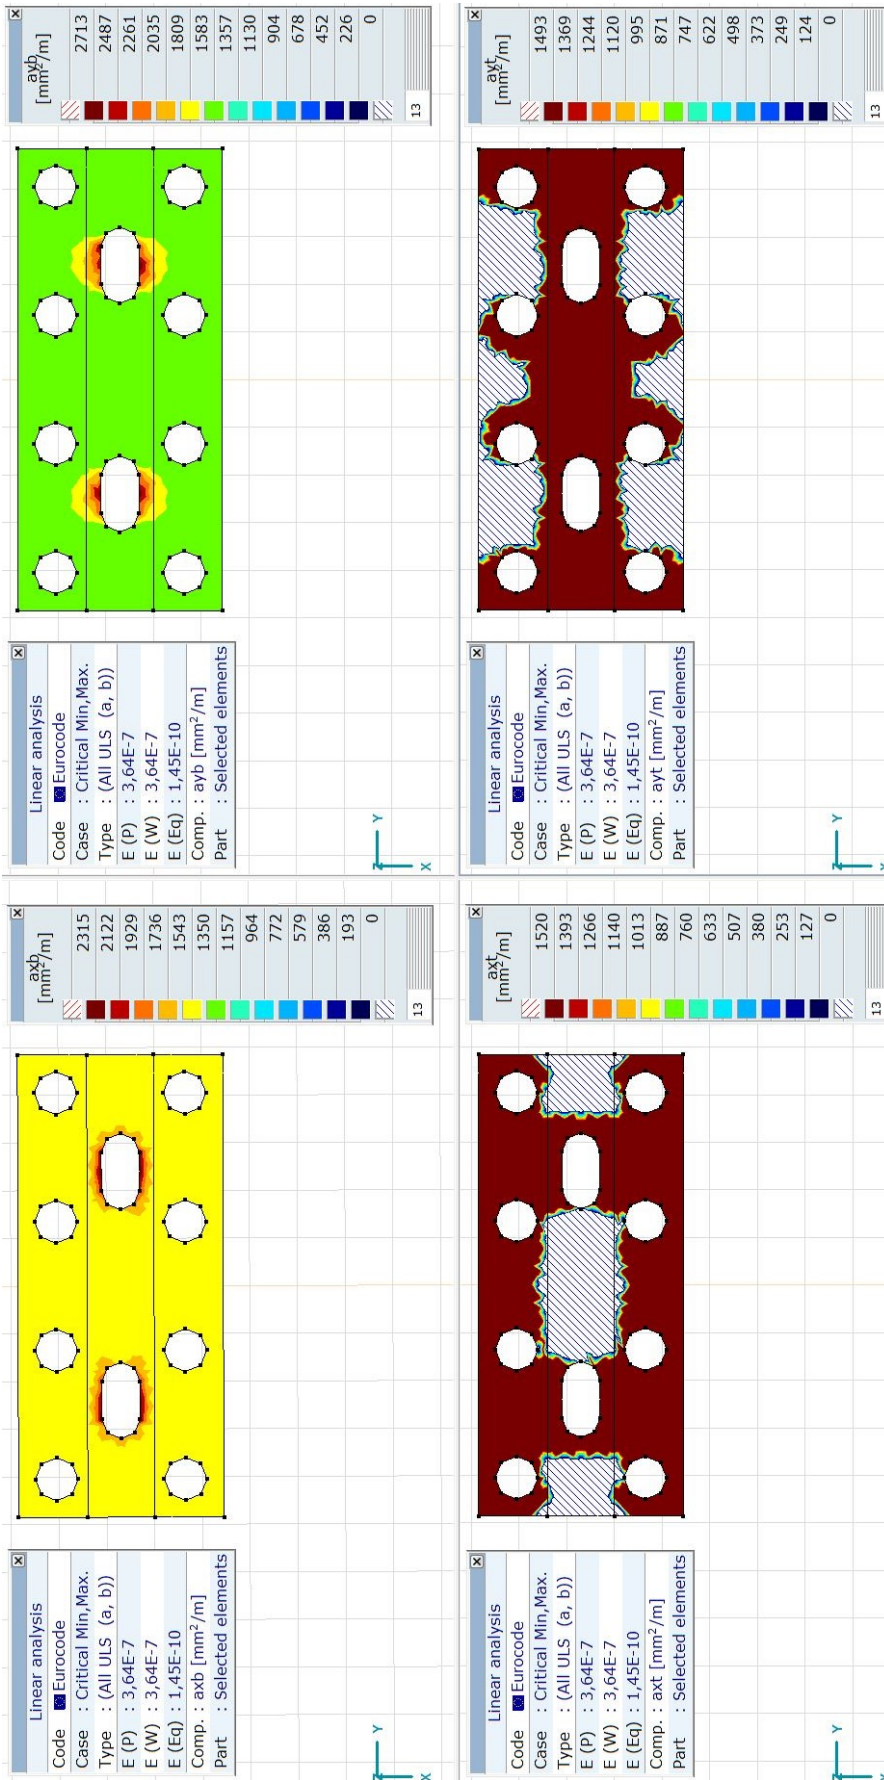 Linear analysis
Code Eurocode
Case : Critical Min,Max.
Type : (All ULS (a, b))
E (P) : 3,64E-7
E (W) : 3,64E-7
E (Eq) : 1,45E-10
Comp. : axb [mm²/m]
Part : Selected elements
axb
[mm²/m]
2315
2122
1929
1736
1543
1350
1157
964
772
579
386
193
0
13
Y
X
Linear analysis
Code Eurocode
Case : Critical Min,Max.
Type : (All ULS (a, b))
E (P) : 3,64E-7
E (W) : 3,64E-7
E (Eq) : 1,45E-10
Comp. : ayb [mm²/m]
Part : Selected elements
ayb
[mm²/m]
2713
2487
2261
2035
1809
1583
1357
1130
904
678
452
226
0
13
Y
X
Linear analysis
Code Eurocode
Case : Critical Min,Max.
Type : (All ULS (a, b))
E (P) : 3,64E-7
E (W) : 3,64E-7
E (Eq) : 1,45E-10
Comp. : axt [mm²/m]
Part : Selected elements
axt
[mm²/m]
1520
1393
1266
1140
1013
887
760
633
507
380
253
127
0
13
Y
X
Linear analysis
Code Eurocode
Case : Critical Min,Max.
Type : (All ULS (a, b))
E (P) : 3,64E-7
E (W) : 3,64E-7
E (Eq) : 1,45E-10
Comp. : ayt [mm²/m]
Part : Selected elements
ayt
[mm²/m]
1493
1369
1244
1120
995
871
747
622
498
373
249
124
0
13
Y
X